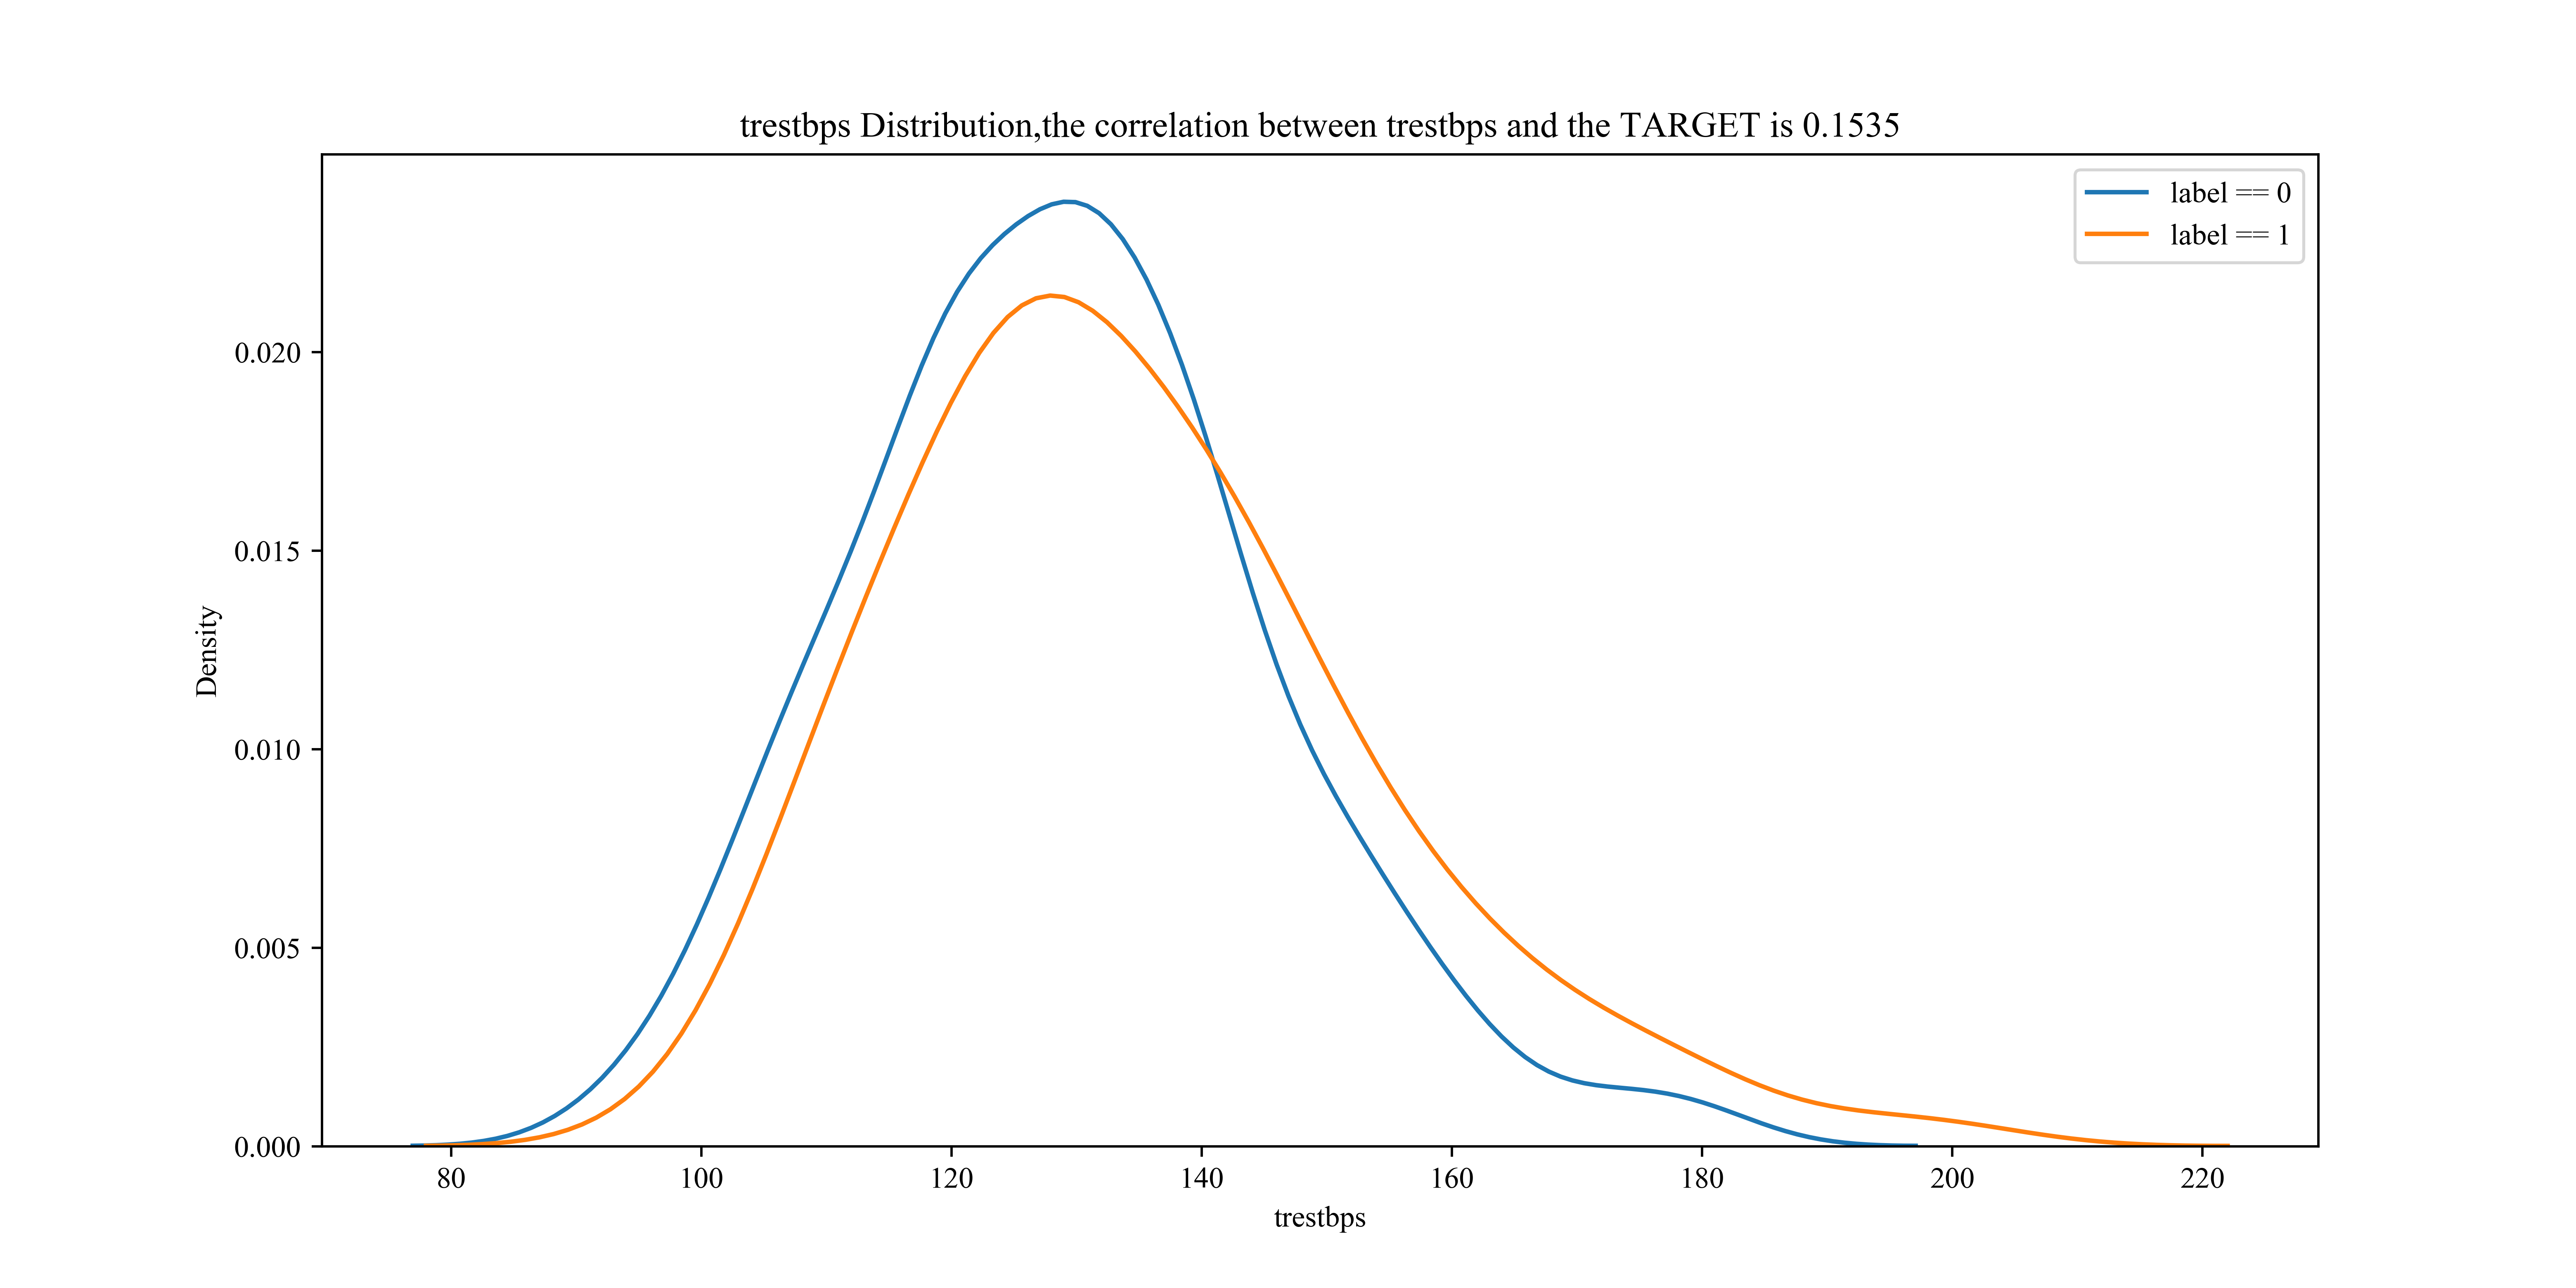 trestbps Distribution,the correlation between trestbps and the TARGET is 0.1535
label == 0
label == 1
0.020
0.015
0.010
0.005
0.000
Density
80 100 120 140 160 180 200 220
trestbps